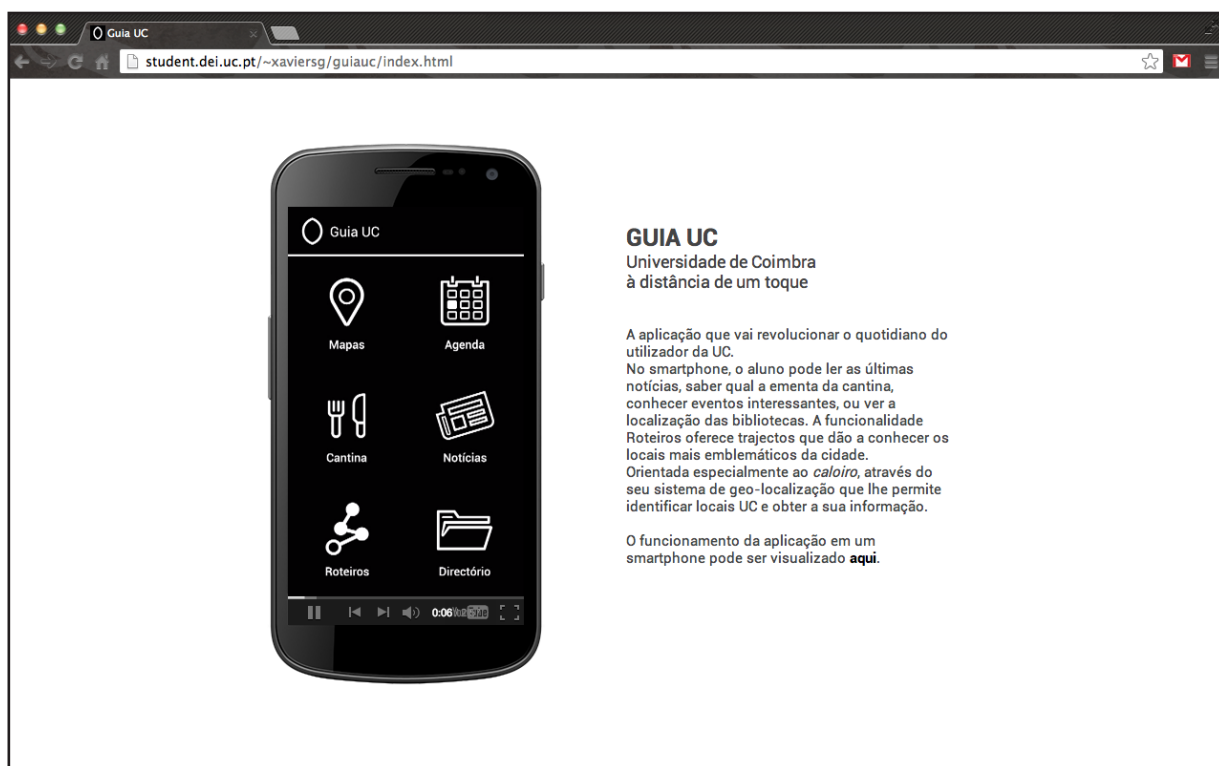 Guia UC
student.dei.uc.pt/~xaviersg/guiauc/index.html
Guia UC
Mapas
Agenda
Cantina
Notícias
Roteiros
Directório
0:06
GUIA UC
Universidade de Coimbra
à distância de um toque
A aplicação que vai revolucionar o quotidiano do
utilizador da UC.
No smartphone, o aluno pode ler as últimas
notícias, saber qual a ementa da cantina,
conhecer eventos interessantes, ou ver a
localização das bibliotecas. A funcionalidade
Roteiros oferece trajectos que dão a conhecer os
locais mais emblemáticos da cidade.
Orientada especialmente ao caloiro, através do
seu sistema de geo-localização que lhe permite
identificar locais UC e obter a sua informação.
O funcionamento da aplicação em um
smartphone pode ser visualizado aqui.